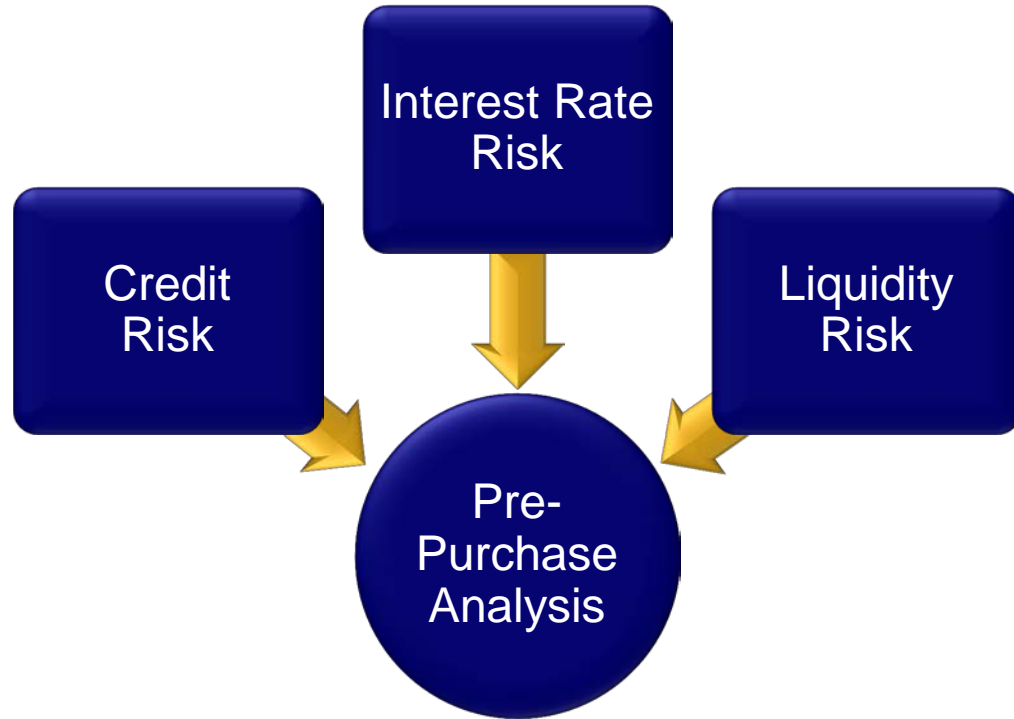 Interest Rate
Risk
Credit
Risk
Liquidity
Risk
Pre-
Purchase
Analysis